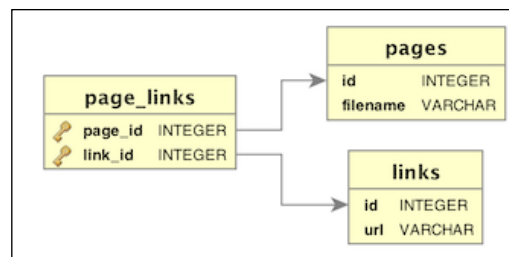 page_links
page_id INTEGER
link_id INTEGER
pages
id INTEGER
filename VARCHAR
links
id INTEGER
url VARCHAR